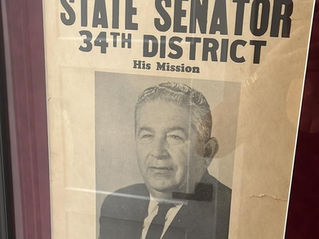 STATE SENATOR
34TH DISTRICT
His Mission